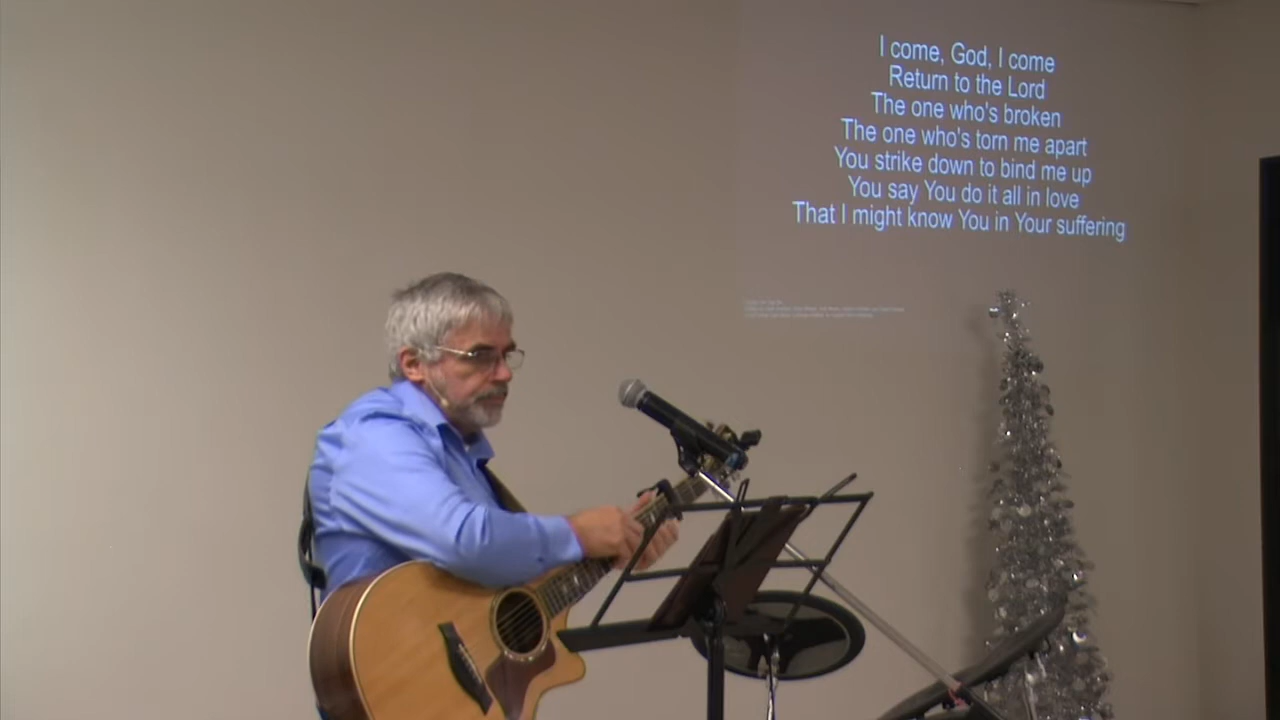 I come, God, I come
Return to the Lord
The one who's broken
The one who's torn me apart
You strike down to bind me up
You say You do it all in love
That I might know You in Your suffering